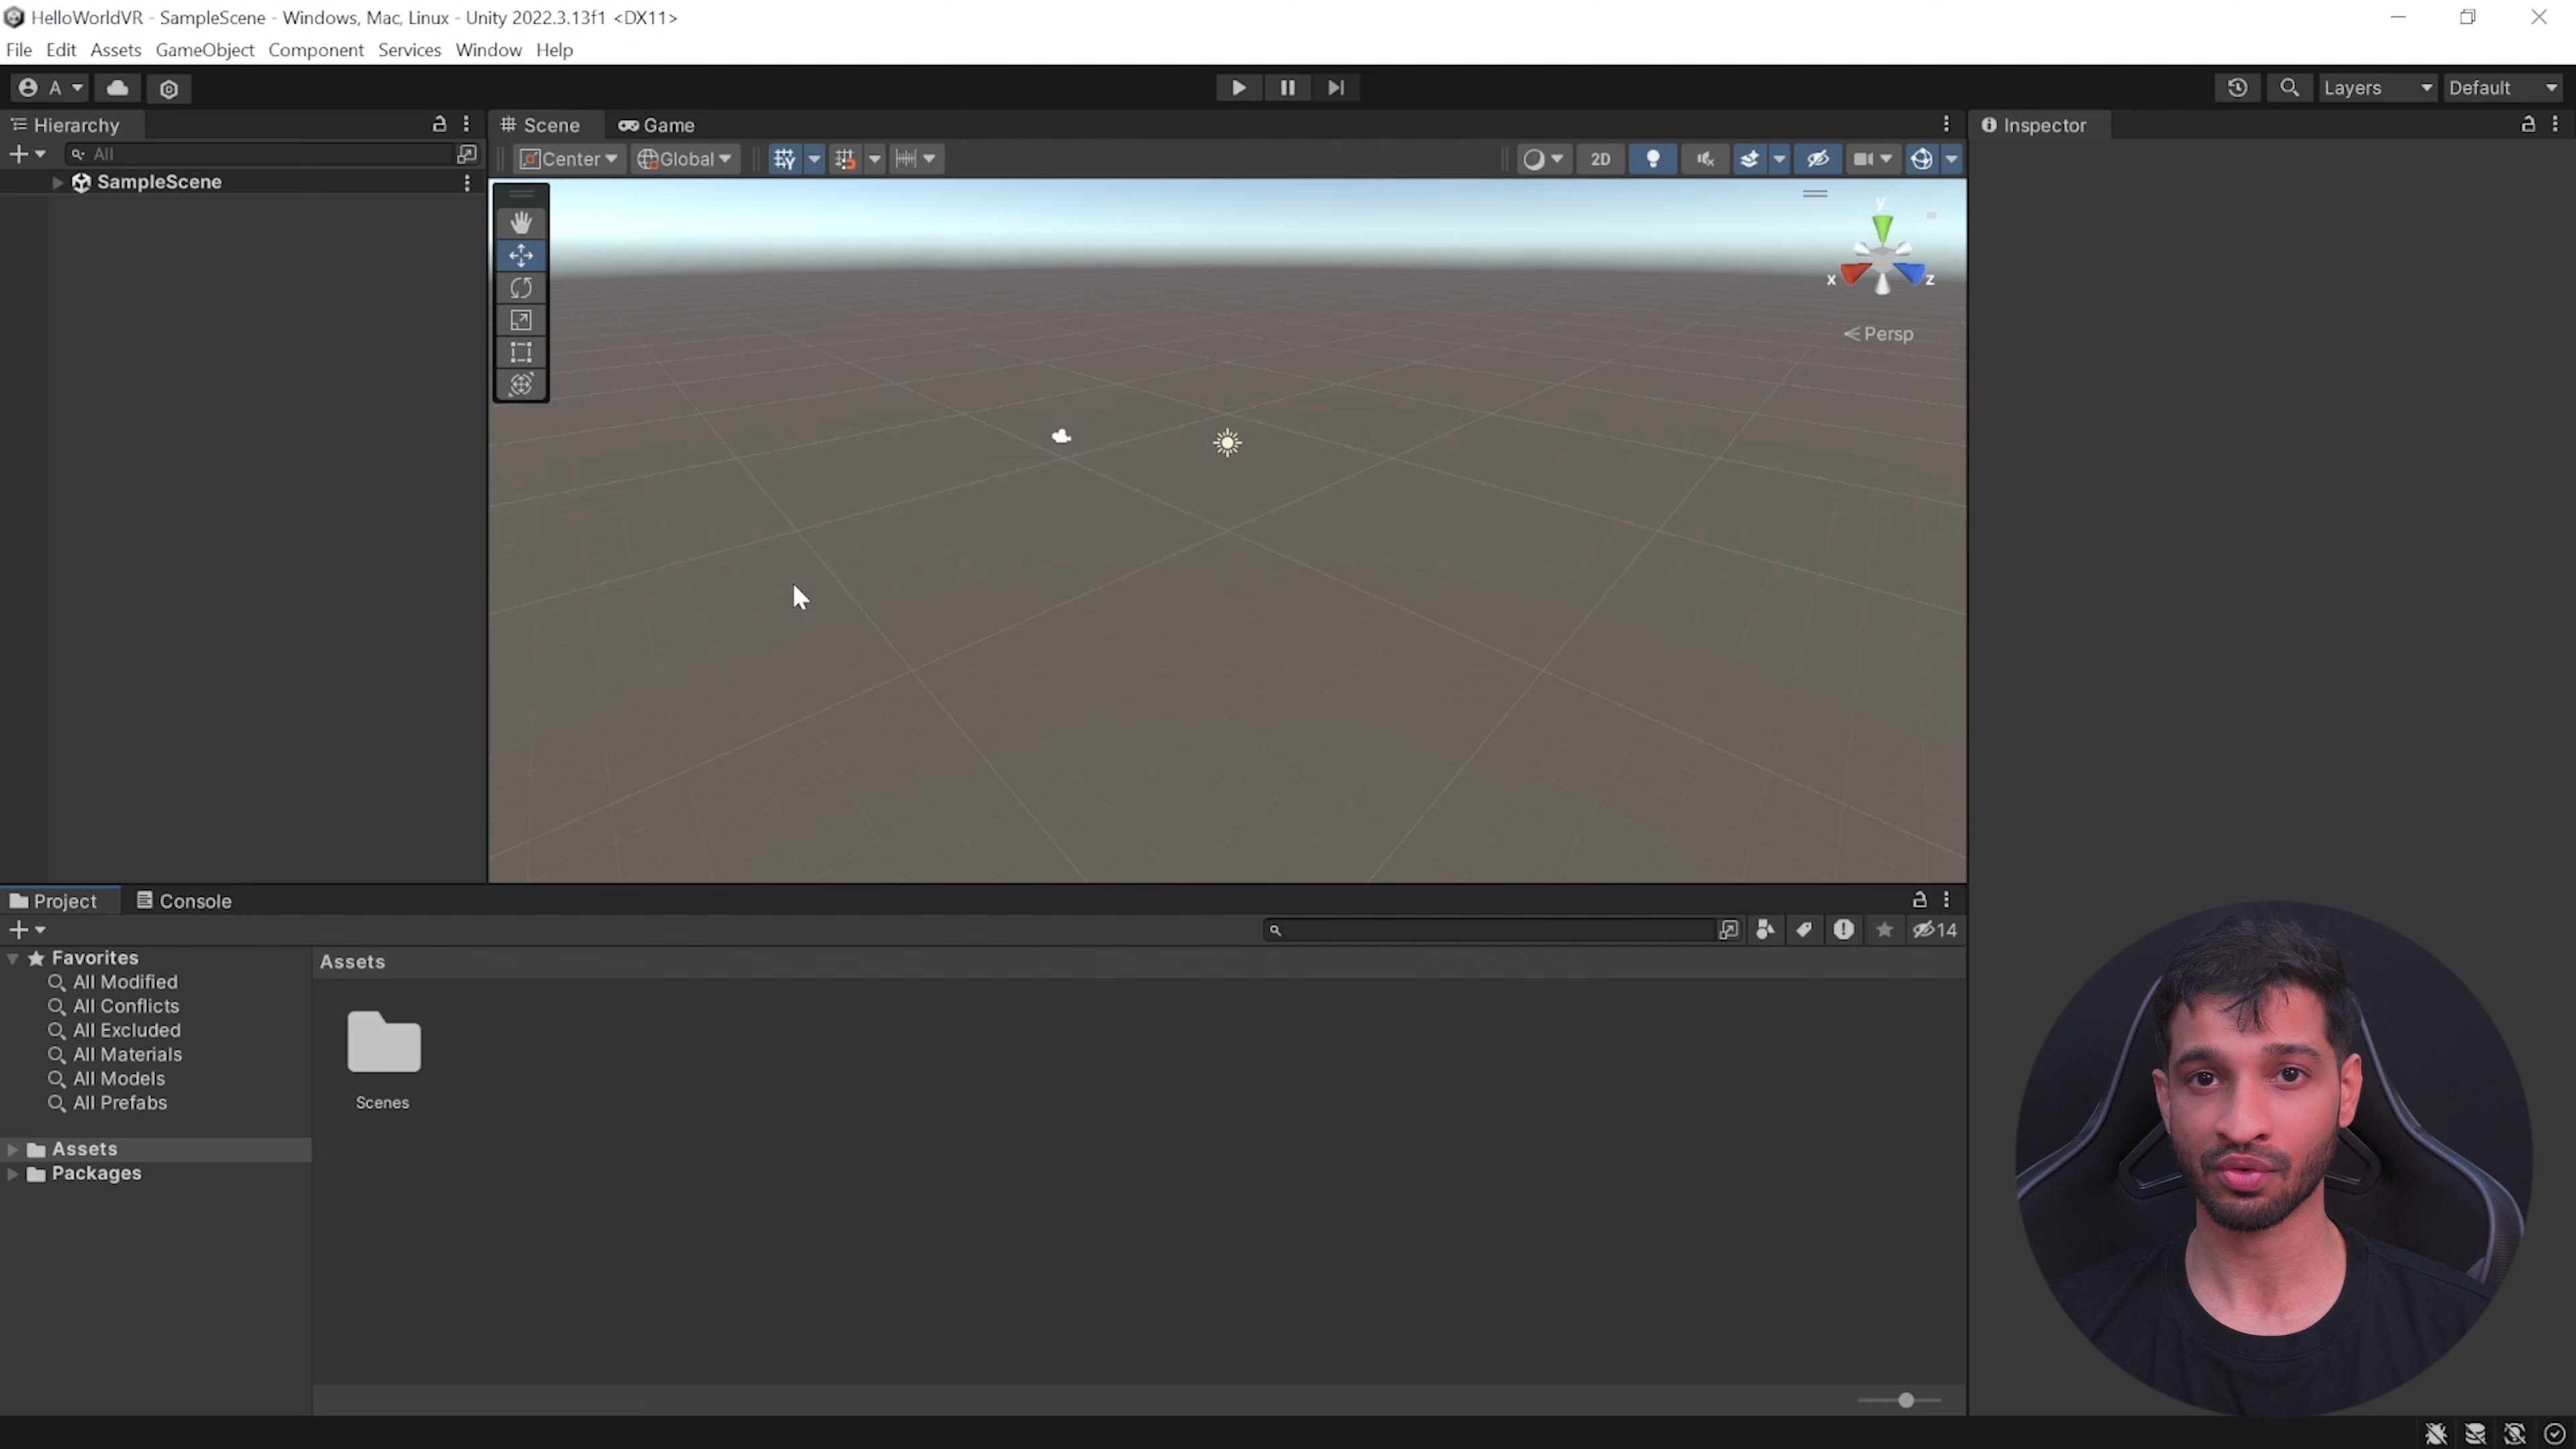 HelloWorldVR - SampleScene - Windows, Mac, Linux - Unity 2022.3.13f1 <DX11>
File Edit Assets GameObject Component Services Window Help
A Layers Default
Hierarchy Scene Game Inspector
All Center Global 2D
SampleScene
y
x z
Persp
Project Console
14
Favorites Assets
All Modified
All Conflicts
All Excluded
All Materials
All Models
All Prefabs
Scenes
Assets
Packages